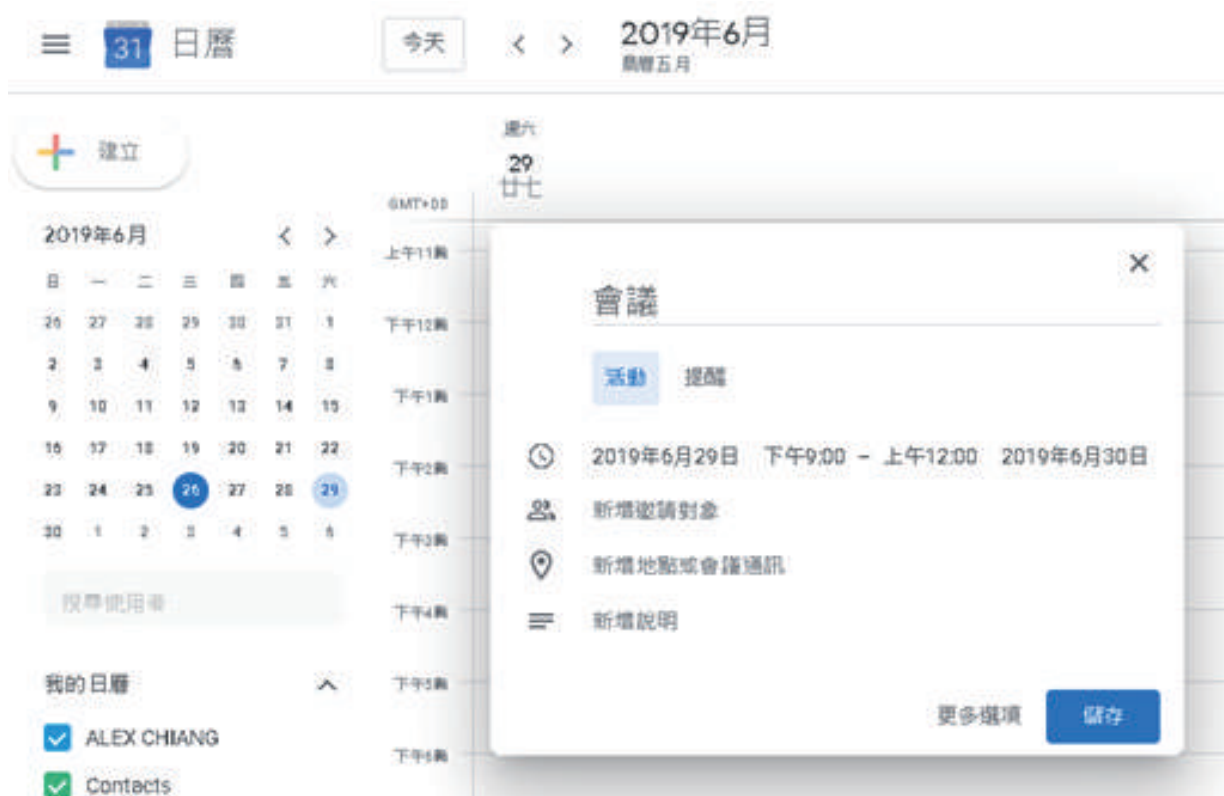 31 日曆 今天 2019年6月
農曆五月
建立
週六
29
廿七
GMT+08
2019年6月
日 一 二 三 四 五 六
26 27 28 29 30 31 1
2 3 4 5 6 7 8
9 10 11 12 13 14 15
16 17 18 19 20 21 22
23 24 25 26 27 28 29
30 1 2 3 4 5 6
搜尋使用者
我的日曆
ALEX CHIANG
Contacts
上午11點
下午12點
下午1點
下午2點
下午3點
下午4點
下午5點
下午6點
會議
活動 提醒
2019年6月29日 下午9:00 – 上午12:00 2019年6月30日
新增邀請對象
新增地點或會議通訊
新增說明
更多選項 儲存